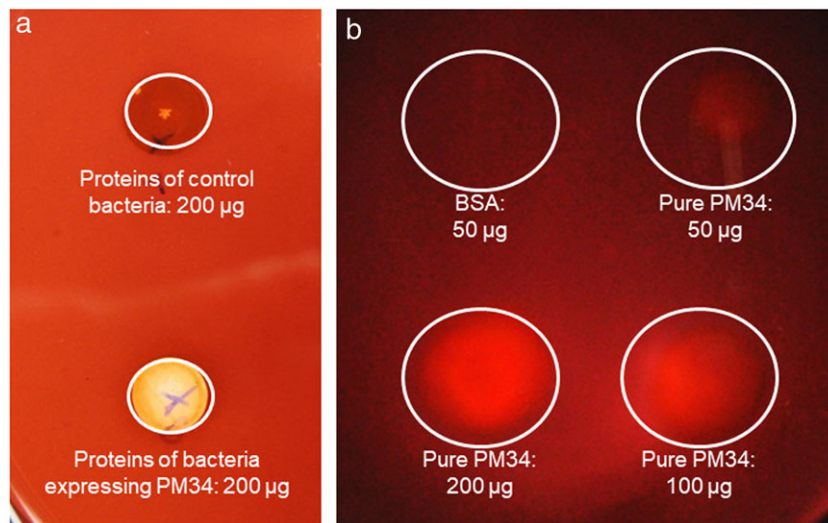 a
Proteins of control
bacteria: 200 µg
Proteins of bacteria
expressing PM34: 200 µg
b
BSA:
50 µg
Pure PM34:
50 µg
Pure PM34:
200 µg
Pure PM34:
100 µg